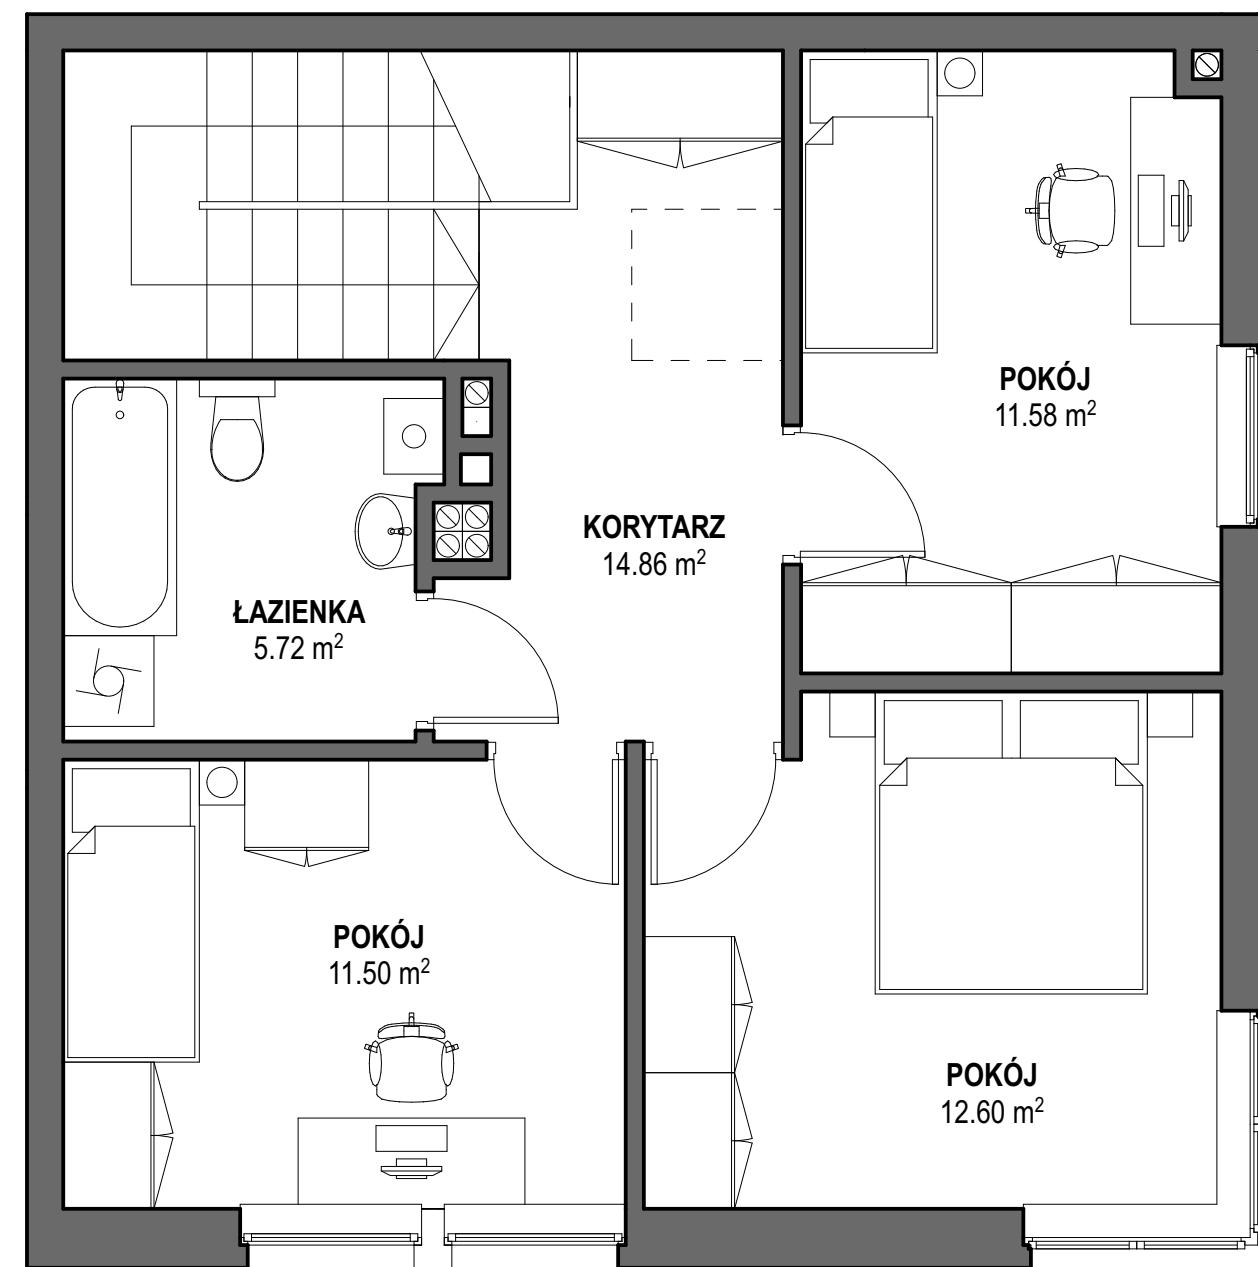 POKÓJ
11.58 m²
KORYTARZ
14.86 m²
ŁAZIENKA
5.72 m²
POKÓJ
11.50 m²
POKÓJ
12.60 m²